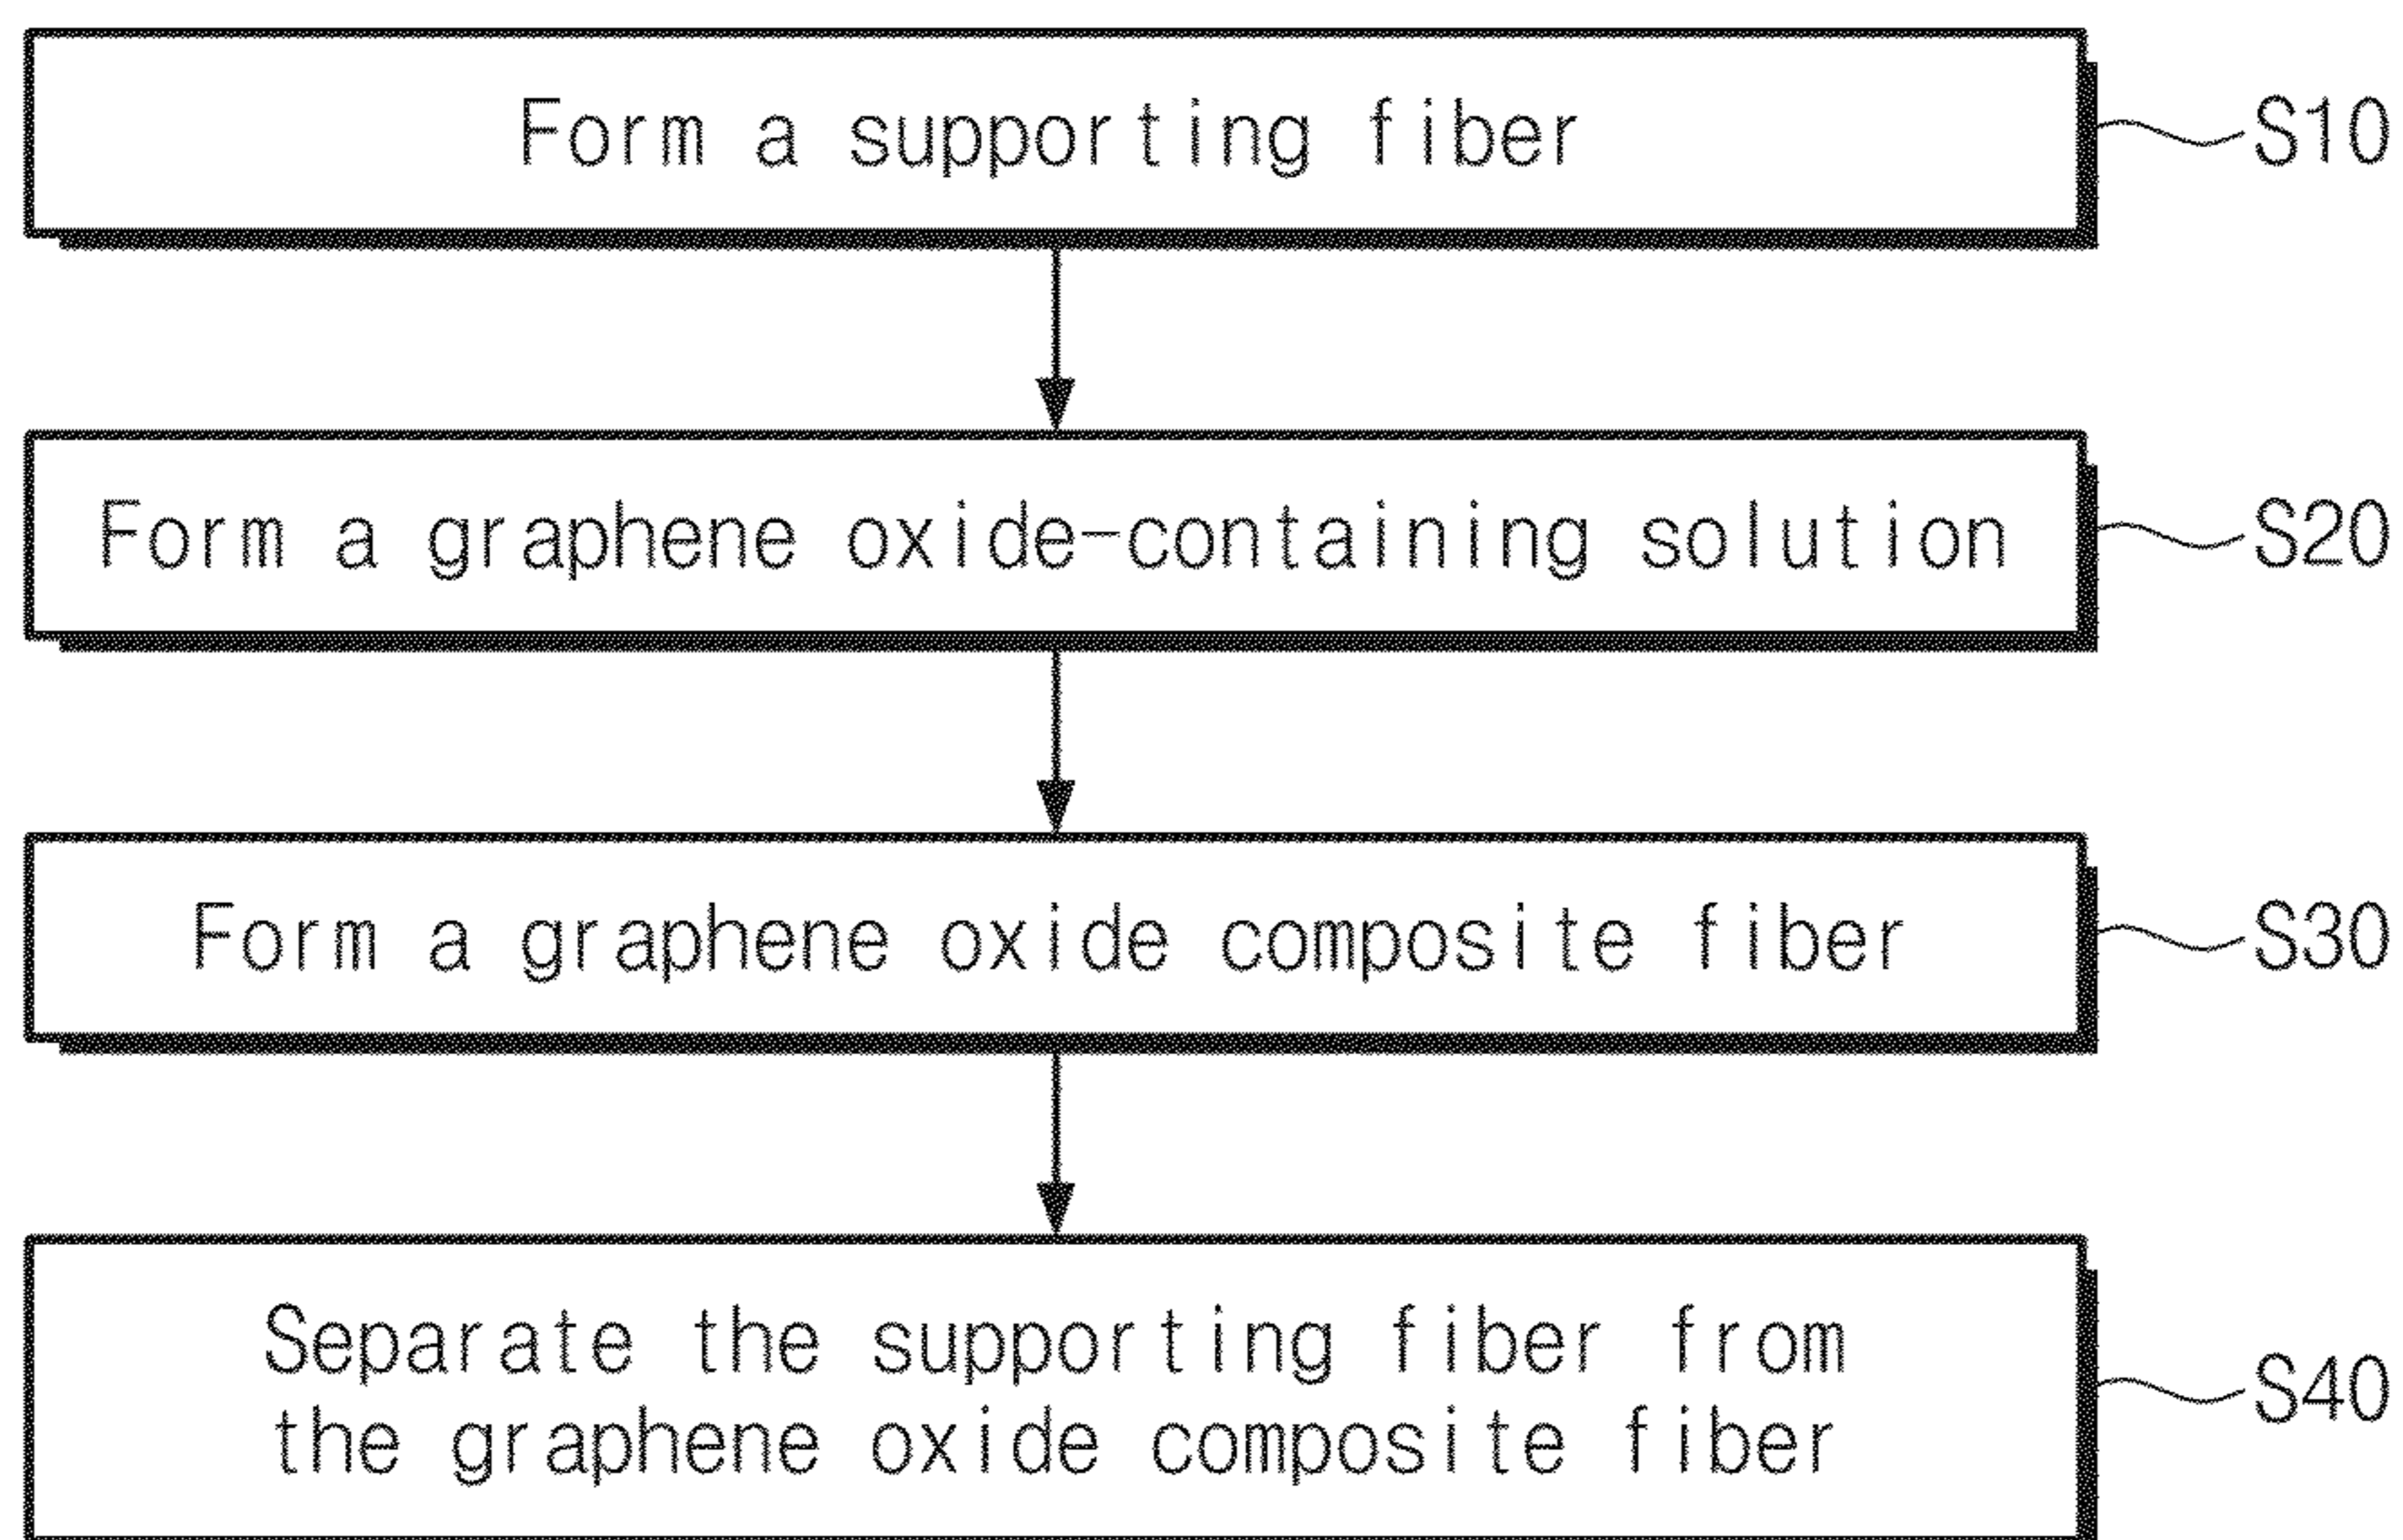 Form a supporting fiber
S10
Form a graphene oxide-containing solution
S20
Form a graphene oxide composite fiber
S30
Separate the supporting fiber from
the graphene oxide composite fiber
S40